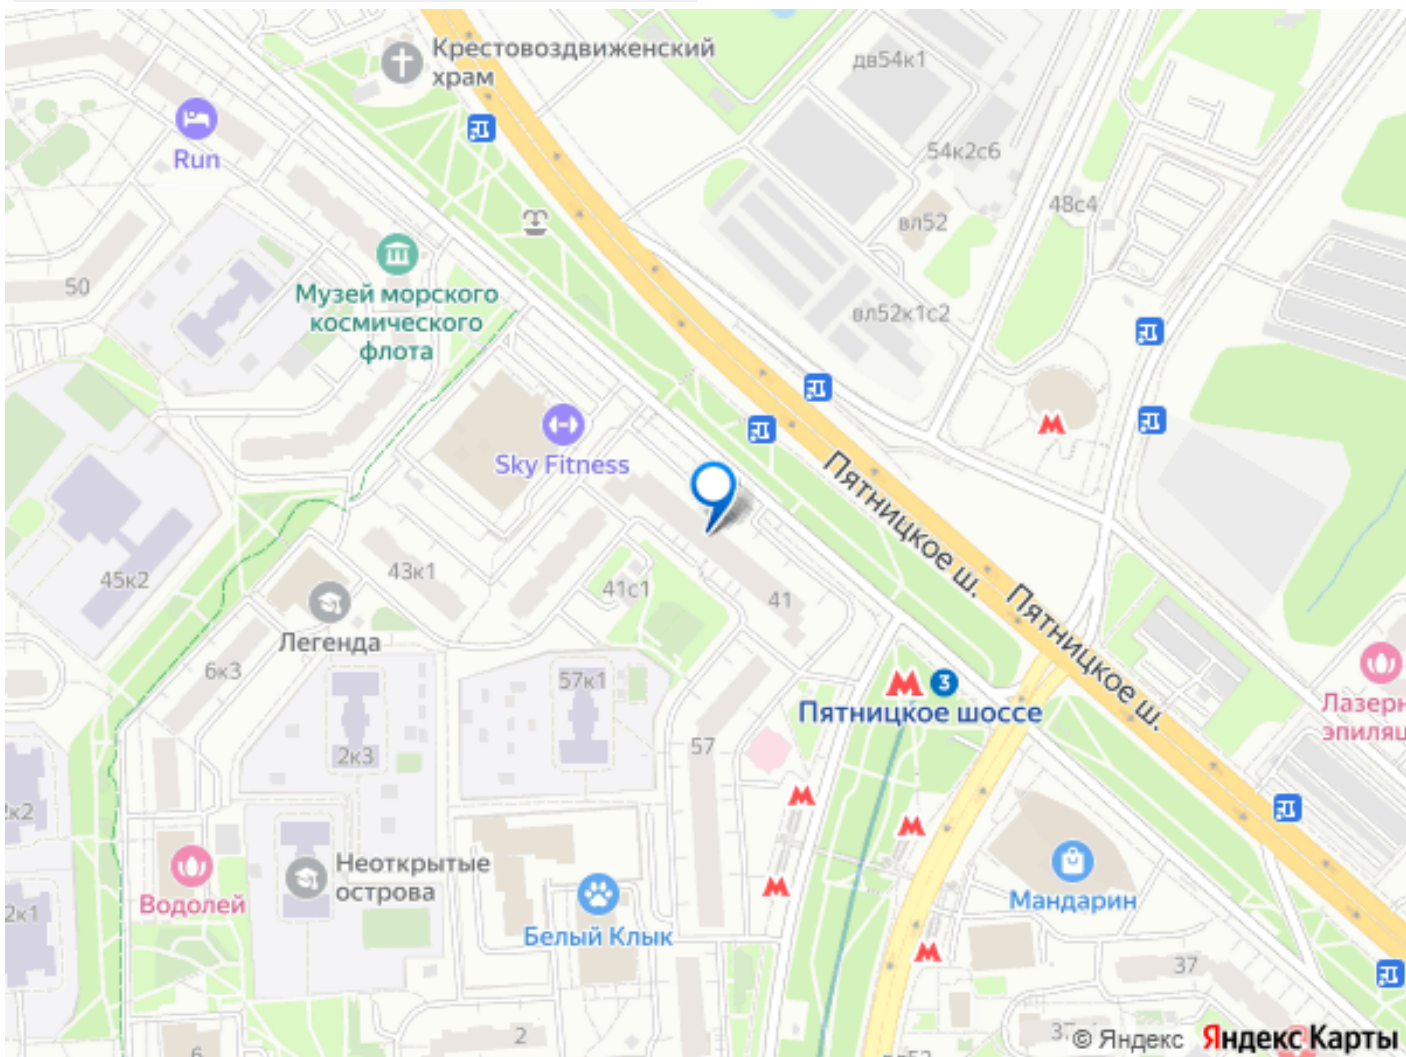 Крестовоздвиженский
храм
дв54к1
Run
54к2с6
48с4
вл52
50
Музей морского
космического
флота
вл52к1с2
М
Sky Fitness
Пятницкое ш.
45к2
43к1
41с1
41
Пятницкое ш.
Легенда
6к3
57к1
М 3
Пятницкое шоссе
Лазерн
эпиляц
2к3
57
М
2к2
М
Неоткрытые
острова
Водолей
М
Мандарин
2к1
Белый Клык
М
37
2
6
© Яндекс Яндекс Карты